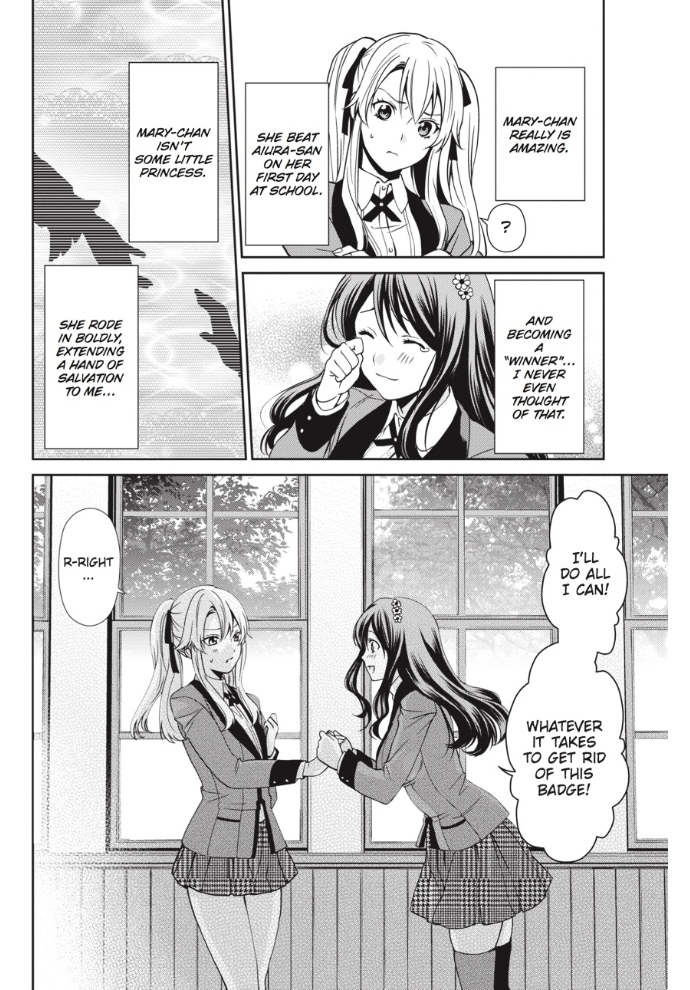 MARY-CHAN
REALLY IS
AMAZING.
?
SHE BEAT
AIURA-SAN
ON HER
FIRST DAY
AT SCHOOL.
AND
BECOMING
A
"WINNER"...
I NEVER
EVEN
THOUGHT
OF THAT.
MARY-CHAN
ISN'T
SOME LITTLE
PRINCESS.
SHE RODE
IN BOLDLY,
EXTENDING
A HAND OF
SALVATION
TO ME...
I'LL
DO ALL
I CAN!
WHATEVER
IT TAKES
TO GET RID
OF THIS
BADGE!
R-RIGHT
...